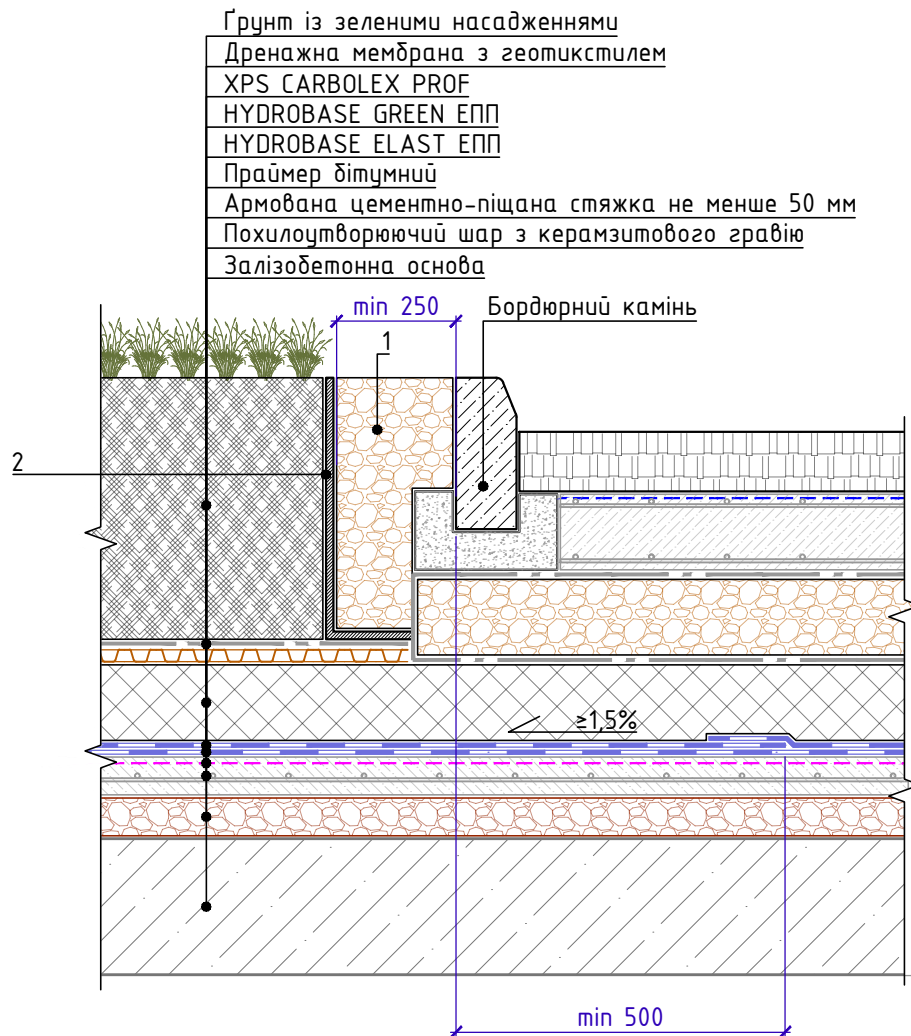 Ґрунт із зеленими насадженнями
Дренажна мембрана з геотикстилем
XPS CARBOLEX PROF
HYDROBASE GREEN ЕПП
HYDROBASE ELAST ЕПП
Праймер бітумний
Армована цементно-піщана стяжка не менше 50 мм
Похилоутворюючий шар з керамзитового гравію
Залізобетонна основа
min 250
Бордюрний камінь
1
2
≥1,5%
min 500